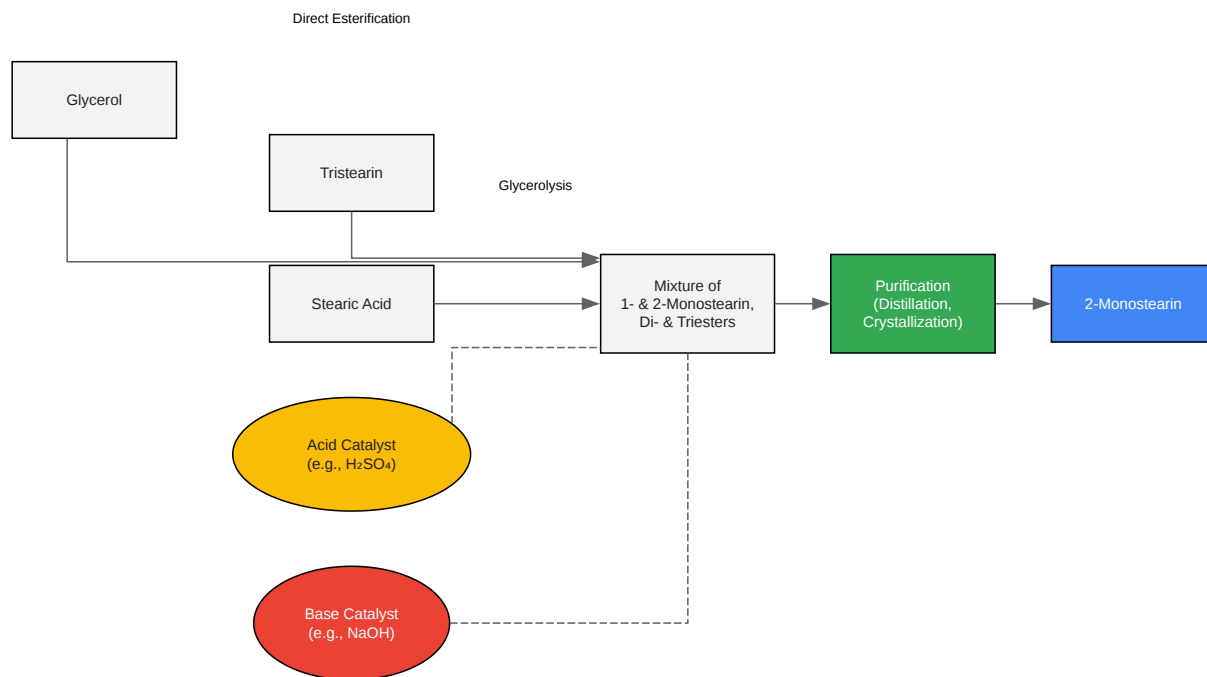 Direct Esterification
Glycerol
Tristearin
Glycerolysis
Stearic Acid
Mixture of
1- & 2-Monostearin,
Di- & Triesters
Purification
(Distillation,
Crystallization)
2-Monostearin
Acid Catalyst
(e.g., H₂SO₄)
Base Catalyst
(e.g., NaOH)